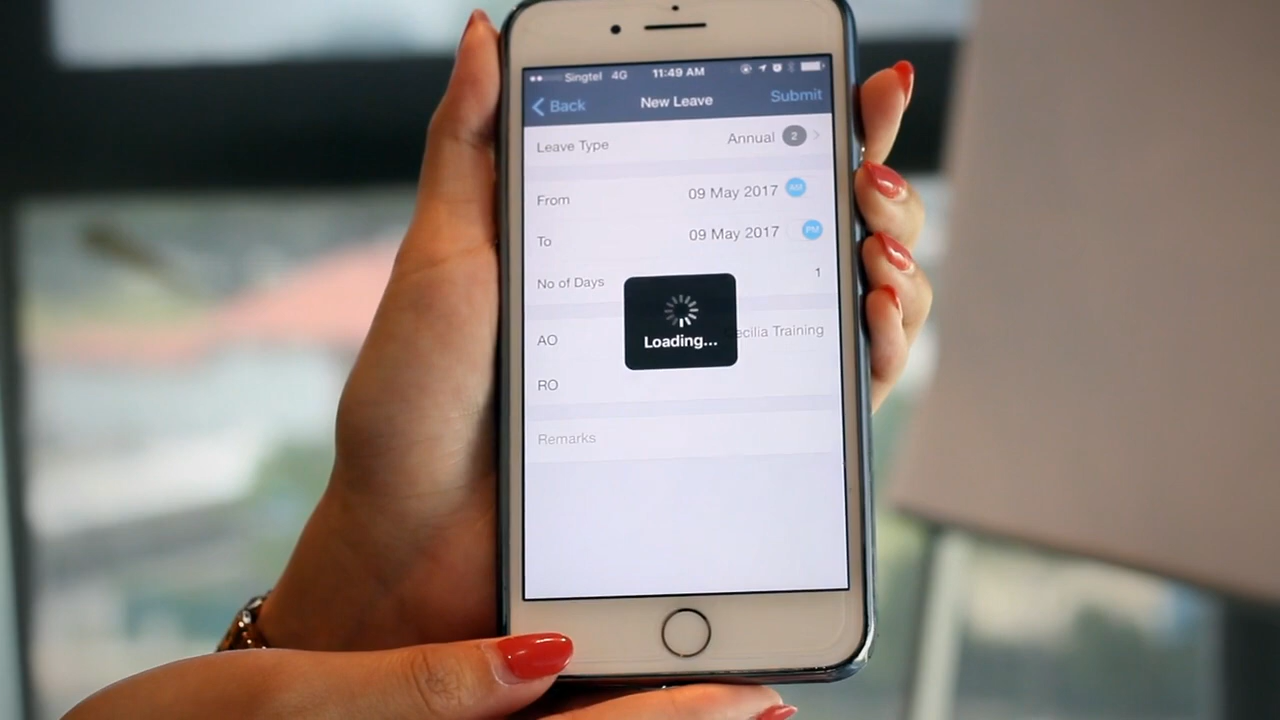 Singtel 4G 11:49 AM
Back New Leave Submit
Leave Type Annual 2
From 09 May 2017 AM
To 09 May 2017 PM
No of Days 1
Loading...
AO Training
RO
Remarks